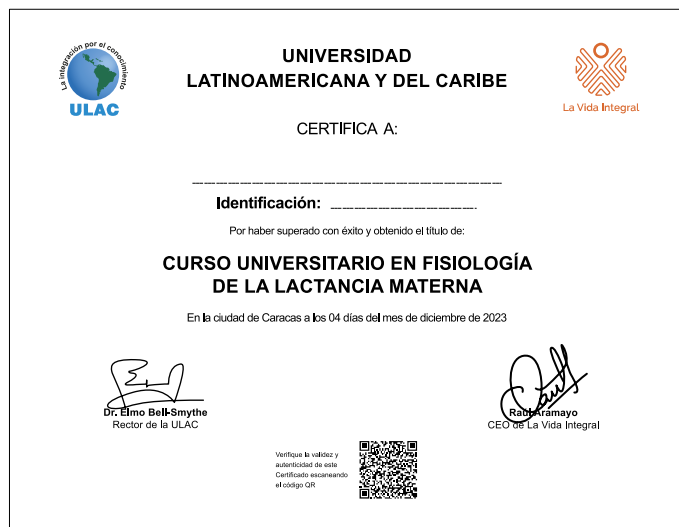 La integración por el conocimiento
ULAC
UNIVERSIDAD
LATINOAMERICANA Y DEL CARIBE
La Vida Integral
CERTIFICA A:
Identificación:
Por haber superado con éxito y obtenido el título de:
CURSO UNIVERSITARIO EN FISIOLOGÍA
DE LA LACTANCIA MATERNA
En la ciudad de Caracas a los 04 días del mes de diciembre de 2023
Dr. Elmo Bell-Smythe
Rector de la ULAC
Raúl Aramayo
CEO de La Vida Integral
Verifique la validez y
autenticidad de este
Certificado escaneando
el código QR